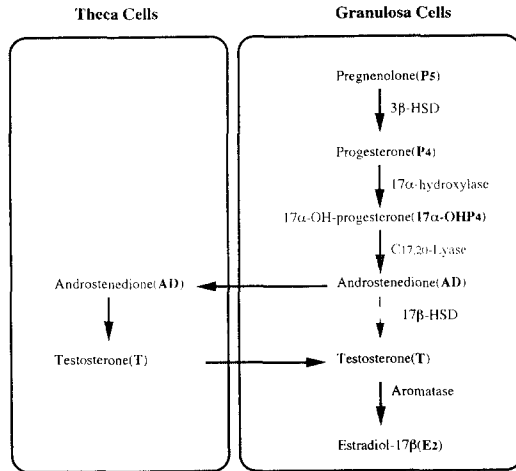 Theca Cells
Granulosa Cells
Pregnenolone(P5)
3β-HSD
Progesterone(P4)
17α-hydroxylase
17α-OH-progesterone(17α-OHP4)
C17,20-Lyase
Androstenedione(AD)
Androstenedione(AD)
17β-HSD
Testosterone(T)
Testosterone(T)
Aromatase
Estradiol-17β(E2)